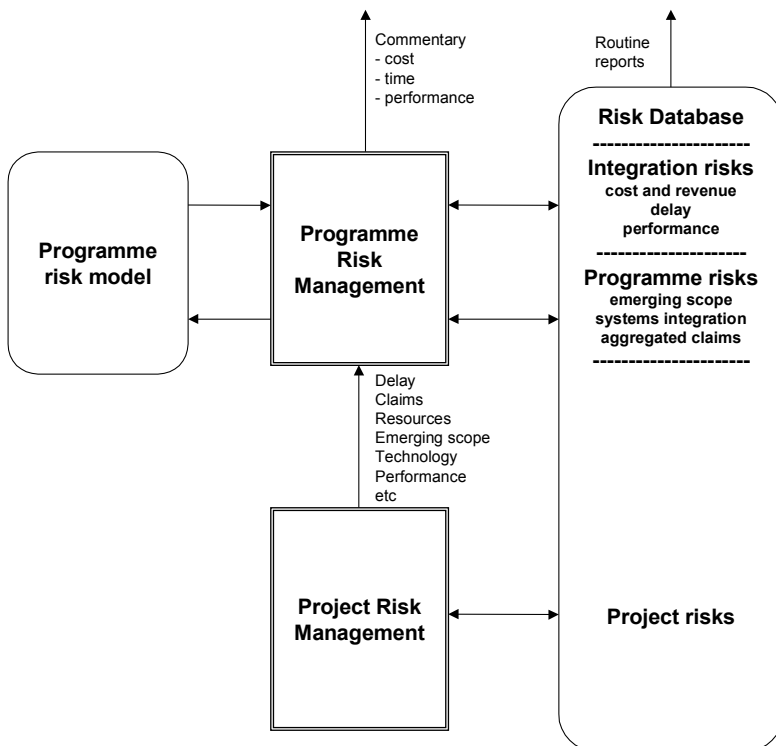 Commentary
- cost
- time
- performance
Routine
reports
Programme
risk model
Programme
Risk
Management
Risk Database
-----------------------
Integration risks
cost and revenue
delay
performance
----------------------
Programme risks
emerging scope
systems integration
aggregated claims
-----------------------
Delay
Claims
Resources
Emerging scope
Technology
Performance
etc
Project Risk
Management
Project risks